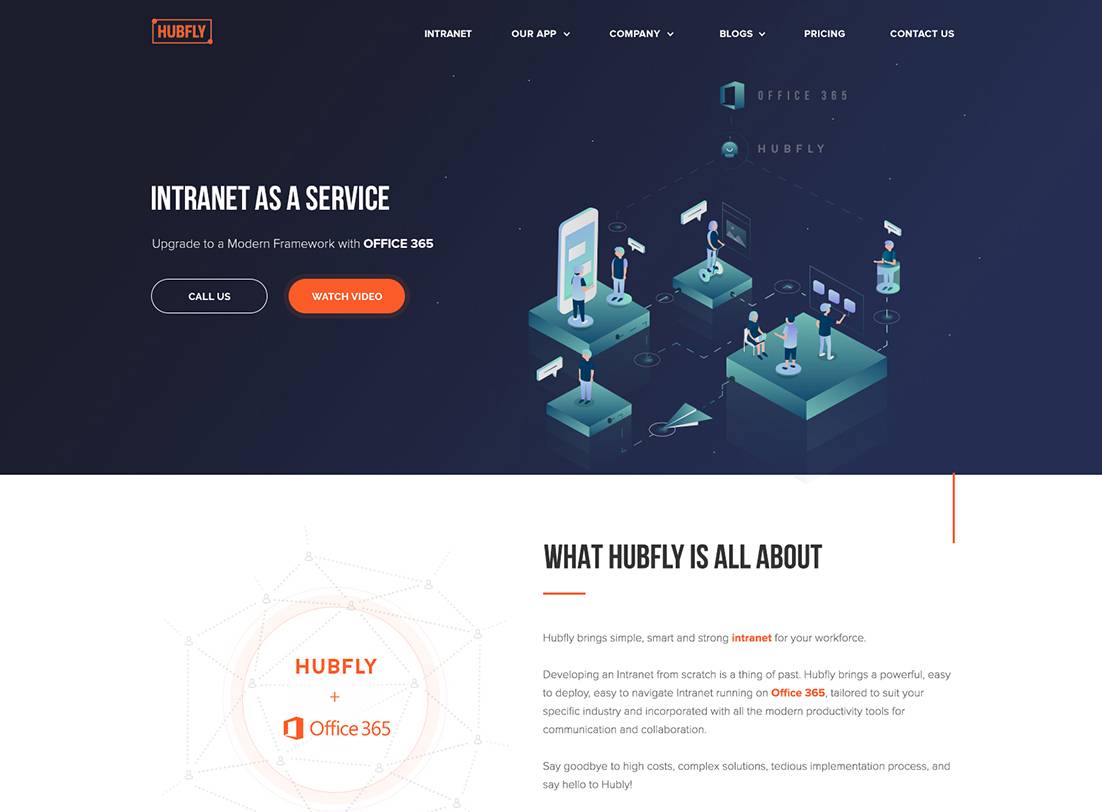 HUBFLY
INTRANET
OUR APP
COMPANY
BLOGS
PRICING
CONTACT US
OFFICE 365
HUBFLY
INTRANET AS A SERVICE
Upgrade to a Modern Framework with OFFICE 365
CALL US
WATCH VIDEO
WHAT HUBFLY IS ALL ABOUT
Hubfly brings simple, smart and strong intranet for your workforce.
Developing an Intranet from scratch is a thing of past. Hubfly brings a powerful, easy
to deploy, easy to navigate Intranet running on Office 365, tailored to suit your
specific industry and incorporated with all the modern productivity tools for
communication and collaboration.
Say goodbye to high costs, complex solutions, tedious implementation process, and
say hello to Hubly!
HUBFLY
+
Office 365